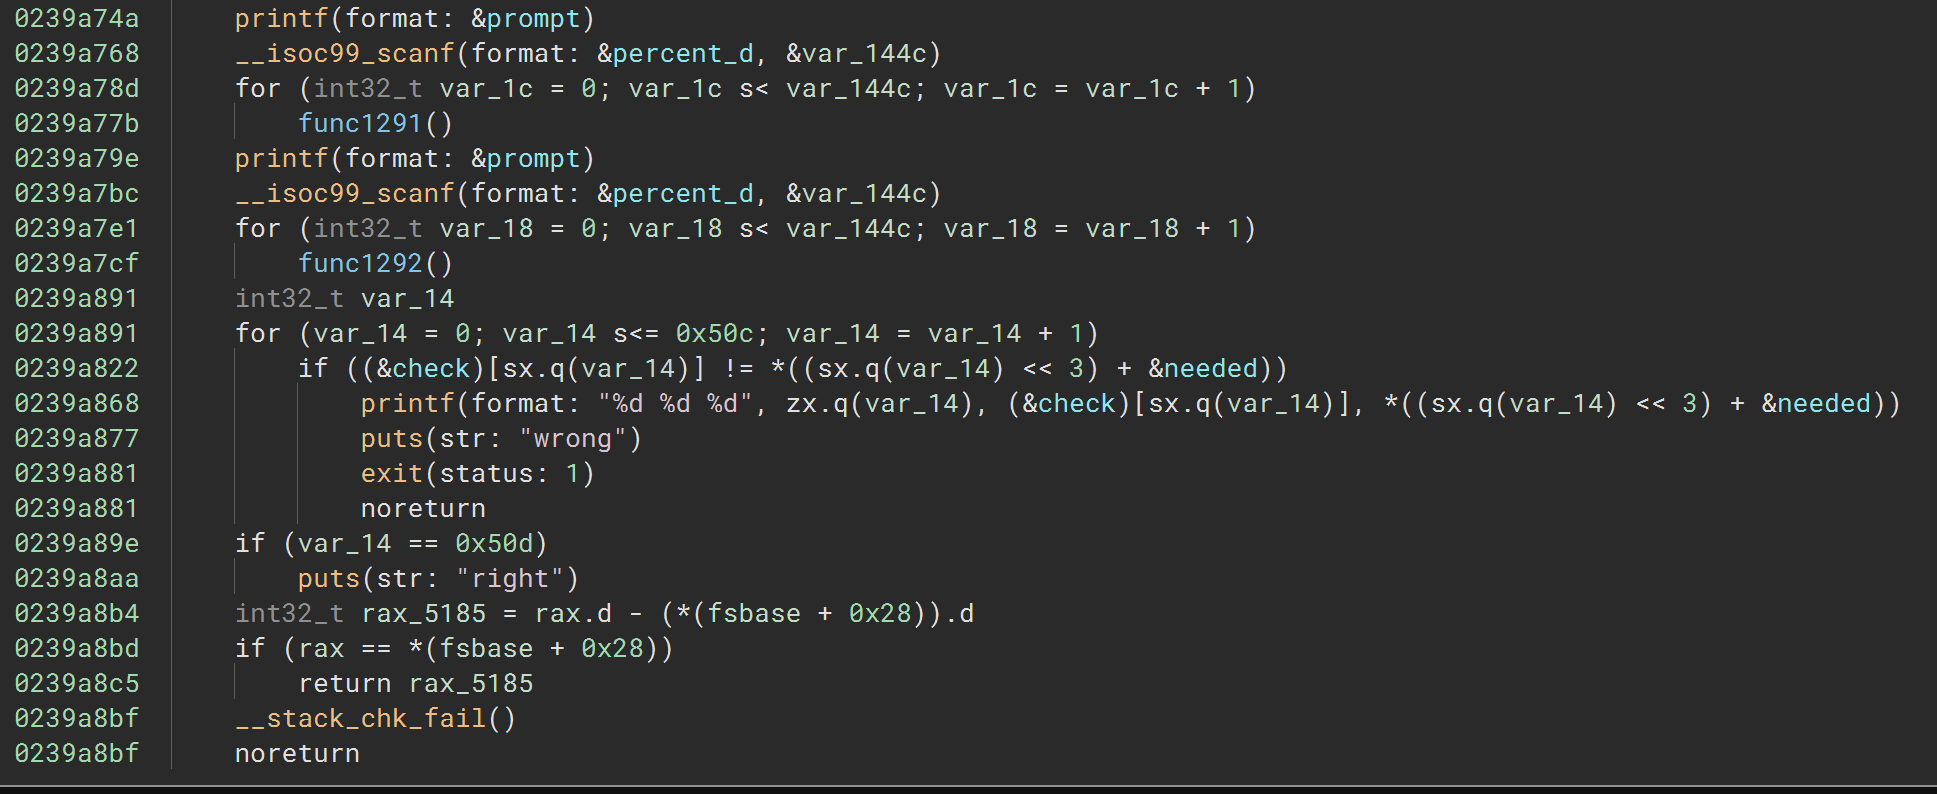 0239a74a printf(format: &prompt)
0239a768 __isoc99_scanf(format: &percent_d, &var_144c)
0239a78d for (int32_t var_1c = 0; var_1c s< var_144c; var_1c = var_1c + 1)
0239a77b func1291()
0239a79e printf(format: &prompt)
0239a7bc __isoc99_scanf(format: &percent_d, &var_144c)
0239a7e1 for (int32_t var_18 = 0; var_18 s< var_144c; var_18 = var_18 + 1)
0239a7cf func1292()
0239a891 int32_t var_14
0239a891 for (var_14 = 0; var_14 s<= 0x50c; var_14 = var_14 + 1)
0239a822 if ((&check)[sx.q(var_14)] != *((sx.q(var_14) << 3) + &needed))
0239a868 printf(format: "%d %d %d", zx.q(var_14), (&check)[sx.q(var_14)], *((sx.q(var_14) << 3) + &needed))
0239a877 puts(str: "wrong")
0239a881 exit(status: 1)
0239a881 noreturn
0239a89e if (var_14 == 0x50d)
0239a8aa puts(str: "right")
0239a8b4 int32_t rax_5185 = rax.d - (*(fsbase + 0x28)).d
0239a8bd if (rax == *(fsbase + 0x28))
0239a8c5 return rax_5185
0239a8bf __stack_chk_fail()
0239a8bf noreturn